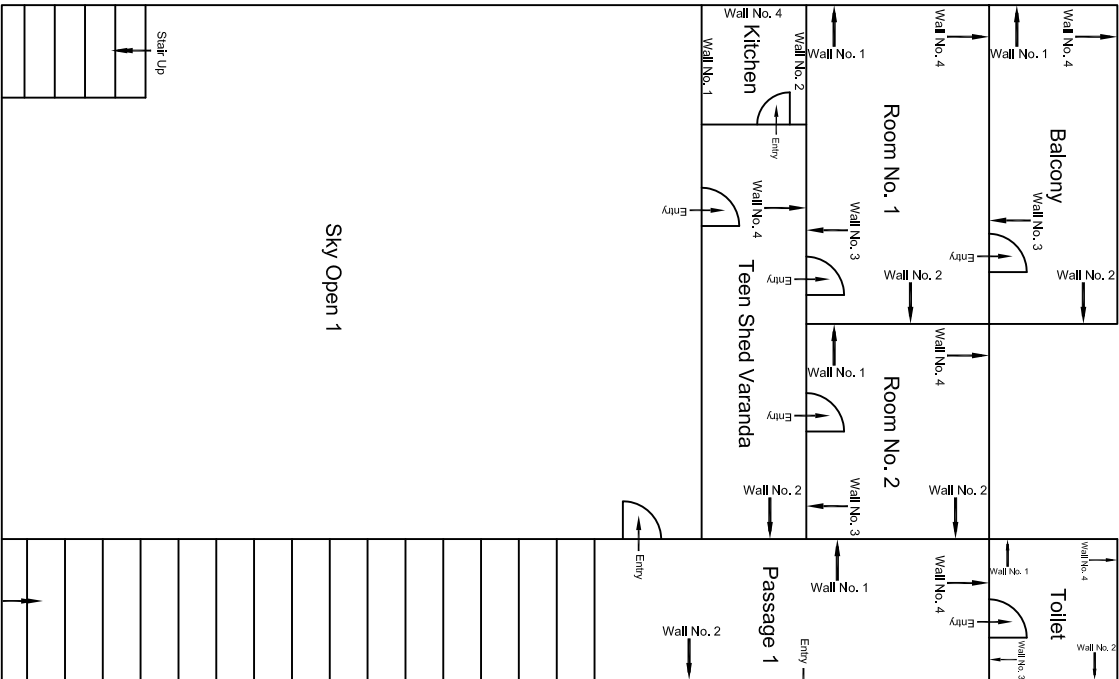 Stair Up
Sky Open 1
Wall No. 4
Kitchen
Wall No. 1
Wall No. 2
Entry
Entry
Wall No. 4
Teen Shed Varanda
Wall No. 2
Wall No. 1
Wall No. 4
Room No. 1
Wall No. 3
Entry
Wall No. 2
Wall No. 1
Wall No. 4
Balcony
Wall No. 3
Entry
Wall No. 2
Wall No. 1
Wall No. 4
Room No. 2
Entry
Wall No. 3
Wall No. 2
Entry
Passage 1
Wall No. 1
Wall No. 4
Wall No. 2
Entry
Wall No. 1
Wall No. 4
Toilet
Entry
Wall No. 3
Wall No. 2